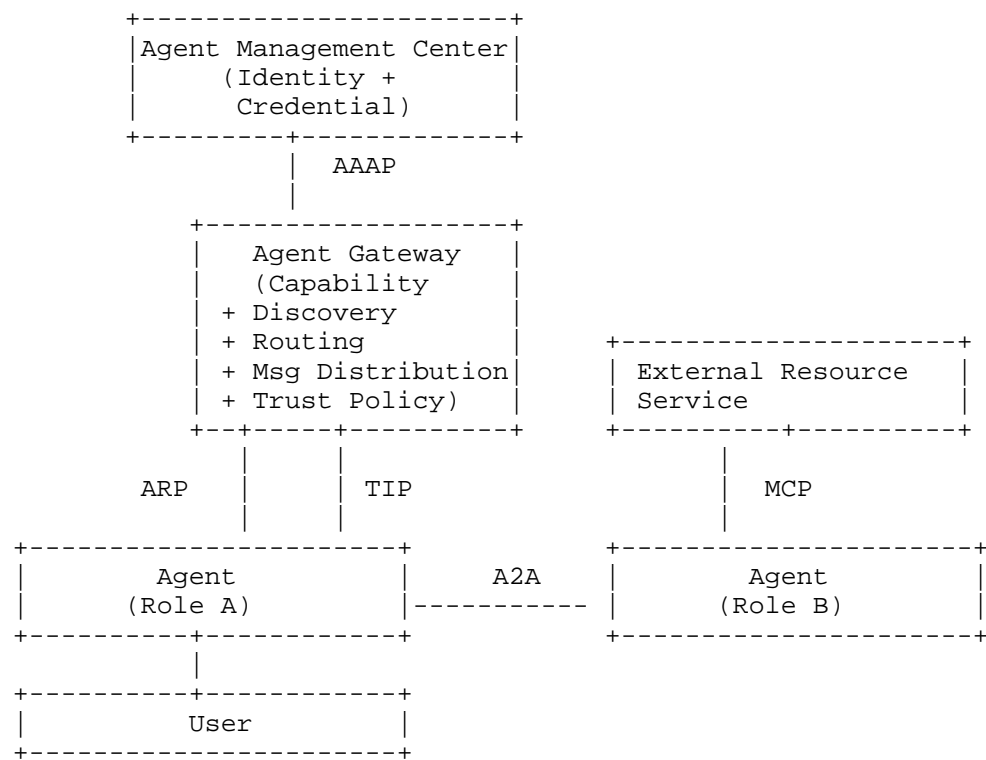 Agent Management Center
(Identity +
Credential)
AAAP
Agent Gateway
(Capability
+ Discovery
+ Routing
+ Msg Distribution
+ Trust Policy)
External Resource
Service
ARP
TIP
MCP
Agent
(Role A)
A2A
Agent
(Role B)
User